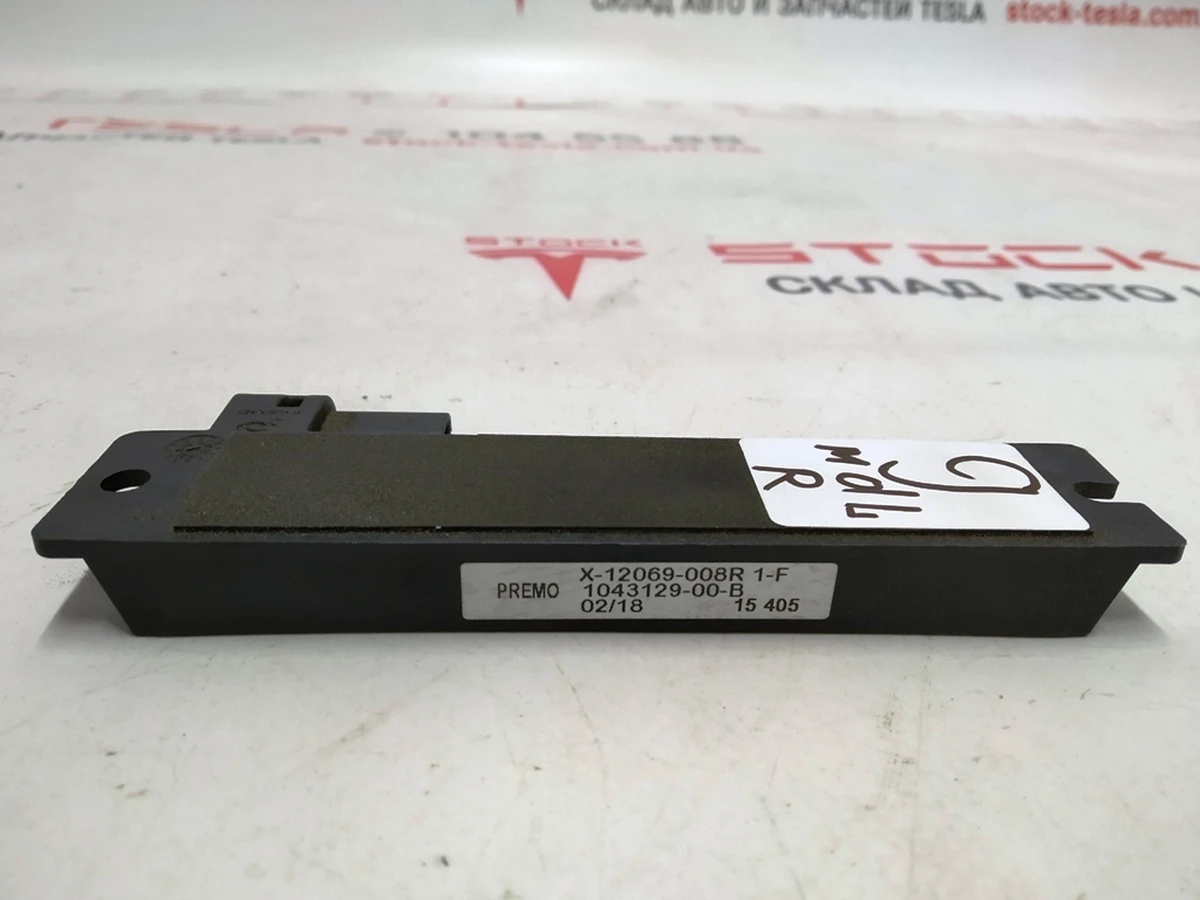 СКЛАД АВТО И ЗАПЧАСТЕЙ TESLA stock-tesla.com
STOCK
STOCK
СКЛАД АВТО
PREMO
X-12069-008R 1-F
1043129-00-B
02/18 15 405
R